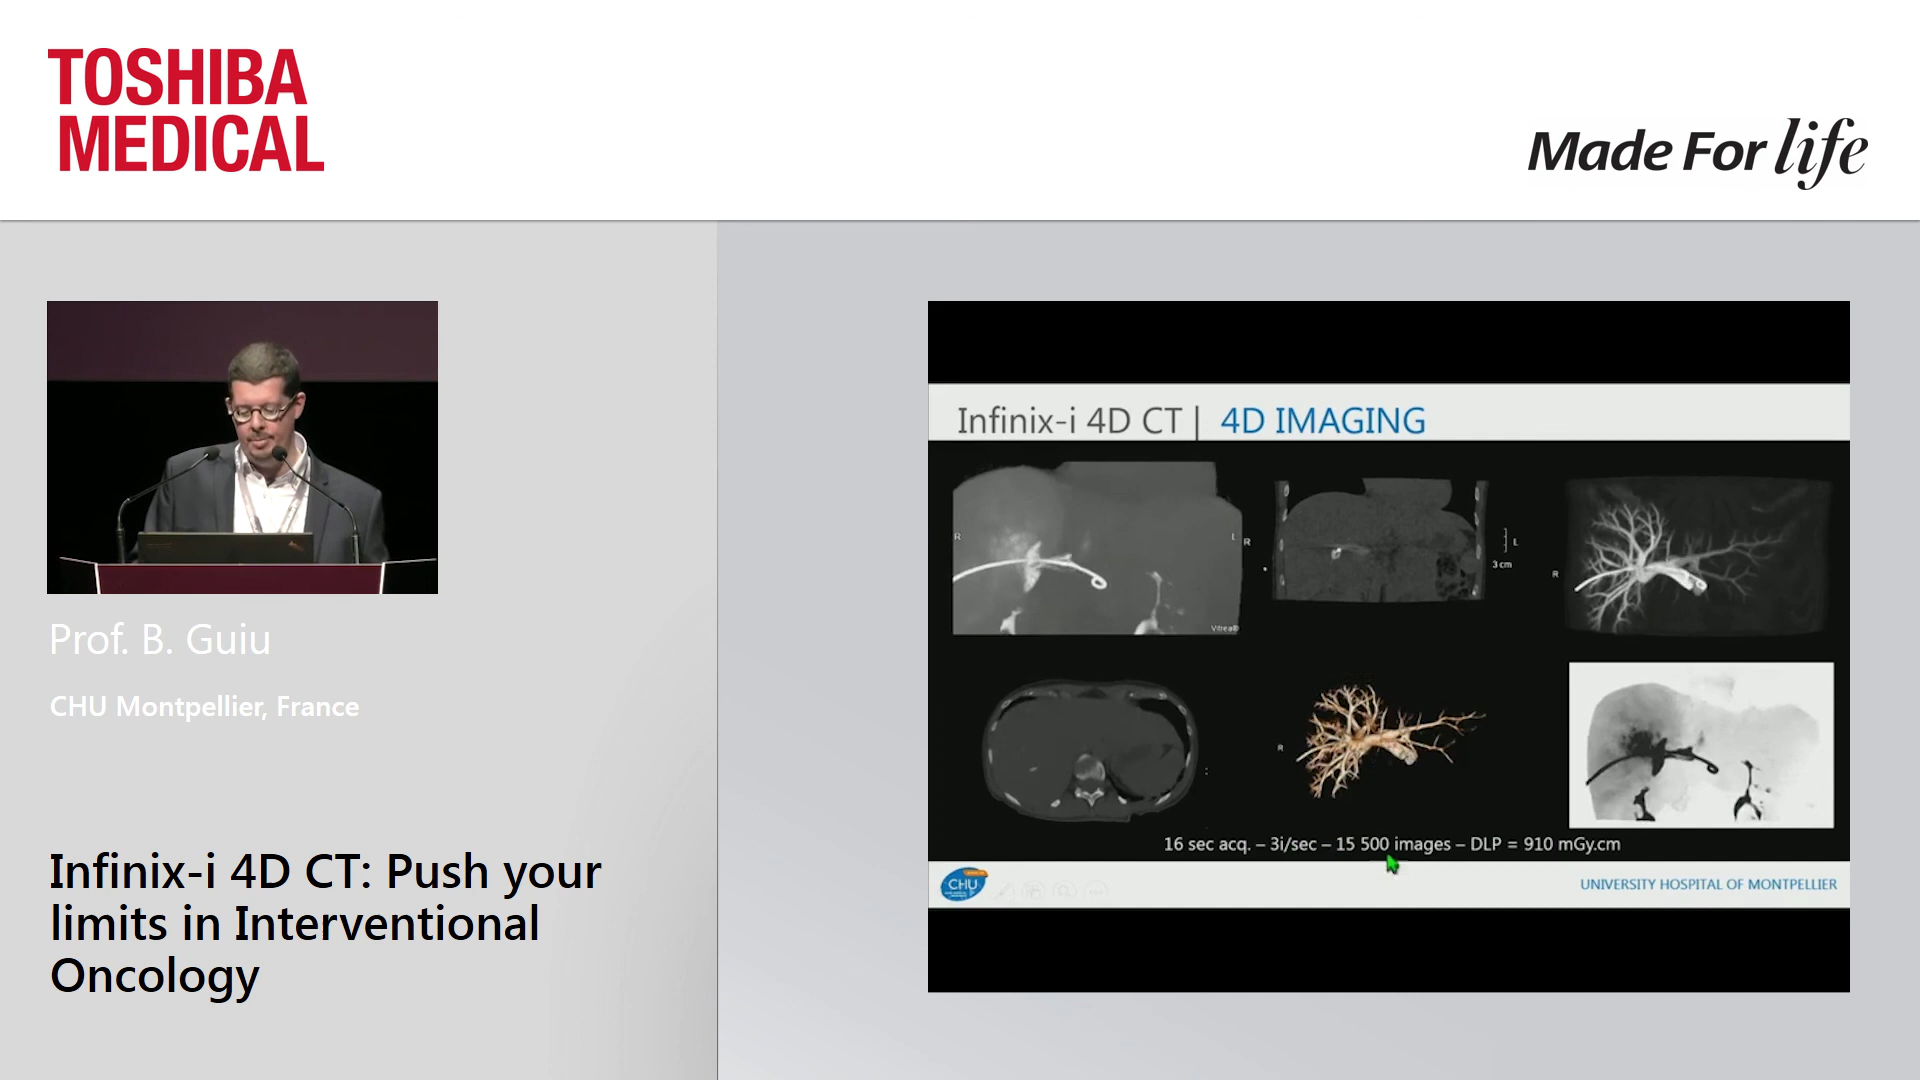 TOSHIBA
MEDICAL
Made For life
Prof. B. Guiu
CHU Montpellier, France
Infinix-i 4D CT: Push your
limits in Interventional
Oncology
Infinix-i 4D CT | 4D IMAGING
R
L
Vitrea®
R
L
3 cm
R
R
16 sec acq. – 3i/sec – 15 500 images – DLP = 910 mGy.cm
CHU
UNIVERSITY HOSPITAL OF MONTPELLIER